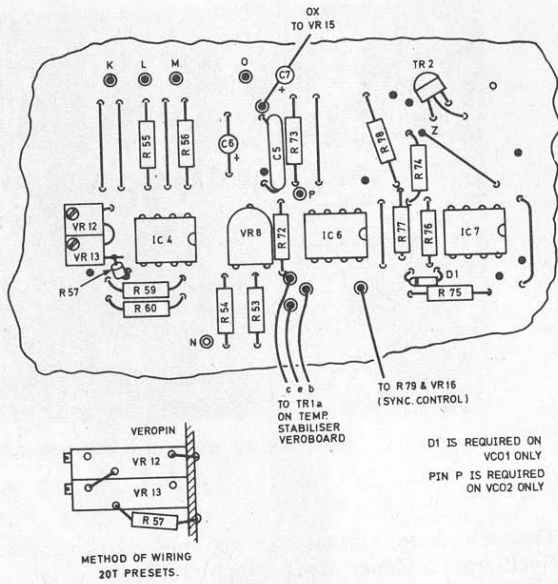 OX
TO VR15
K
L
M
O
C7
+
TR 2
R 55
R 56
C6
+
C5
R 73
R 78
R 74
Z
P
VR 12
VR 13
IC 4
VR 8
R 72
IC 6
R 77
R 76
IC 7
R 57
R 59
R 60
R 54
R 53
D1
R 75
N
c e b
TO TR1a
ON TEMP.
STABILISER
VEROBOARD
TO R79 & VR16
(SYNC. CONTROL)
D1 IS REQUIRED ON
VCO1 ONLY
PIN P IS REQUIRED
ON VCO2 ONLY
VEROPIN
VR 12
VR 13
R 57
METHOD OF WIRING
20T PRESETS.